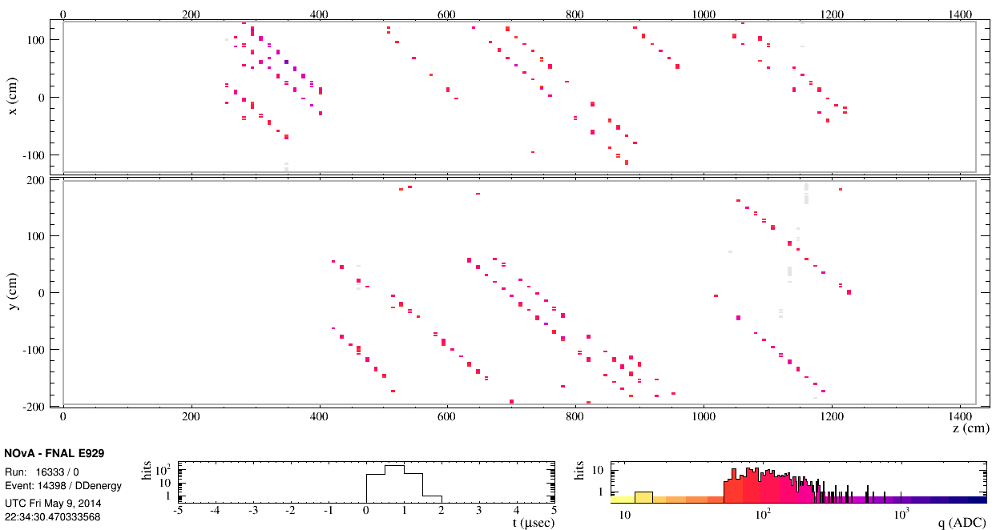 0 200 400 600 800 1000 1200 1400
100
0
-100
x (cm)
200
100
0
-100
-200
y (cm)
0 200 400 600 800 1000 1200 1400
z (cm)
NOvA - FNAL E929
Run: 16333 / 0
Event: 14398 / DDenergy
UTC Fri May 9, 2014
22:34:30.470333568
hits
10²
10
1
-5 -4 -3 -2 -1 0 1 2 3 4 5
t (μsec)
hits
10
1
10 10² 10³
q (ADC)